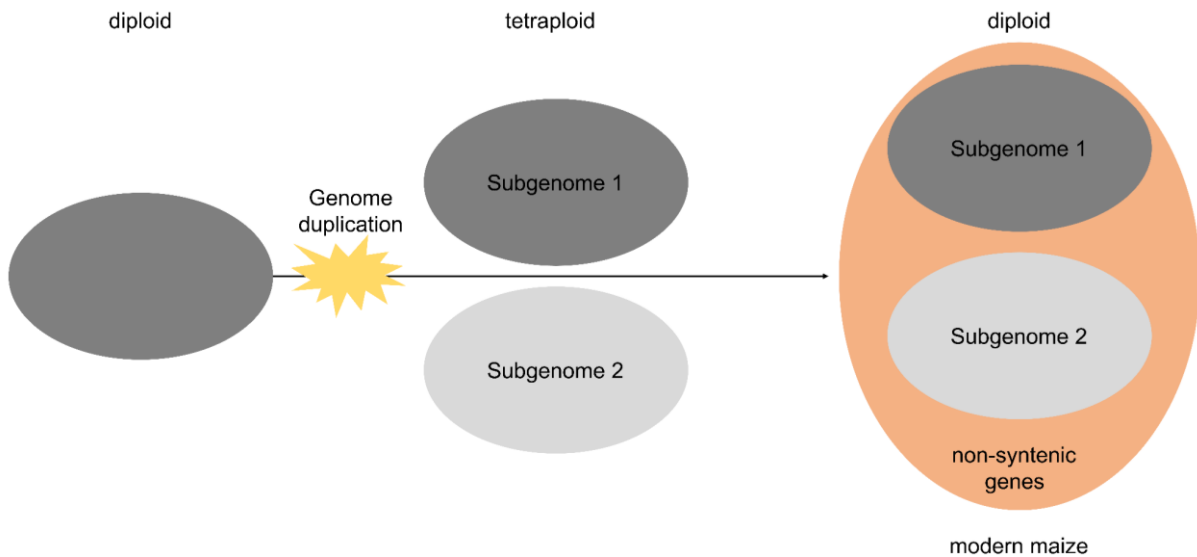 diploid
tetraploid
diploid
Genome
duplication
Subgenome 1
Subgenome 2
Subgenome 1
Subgenome 2
non-syntenic
genes
modern maize